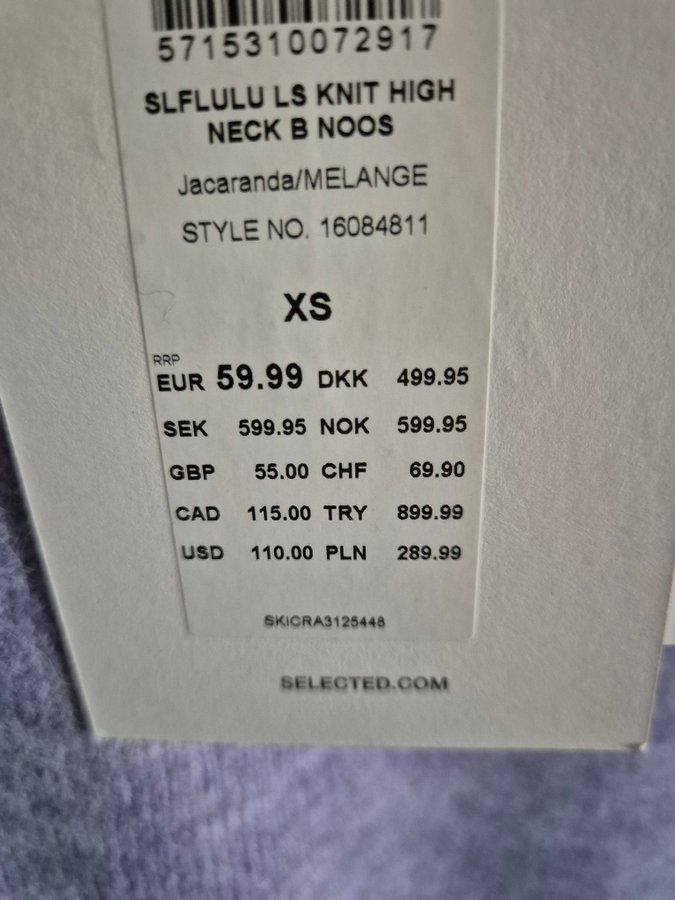 5715310072917
SLFLULU LS KNIT HIGH
NECK B NOOS
Jacaranda/MELANGE
STYLE NO. 16084811
XS
RRP
EUR 59.99 DKK 499.95
SEK 599.95 NOK 599.95
GBP 55.00 CHF 69.90
CAD 115.00 TRY 899.99
USD 110.00 PLN 289.99
SKICRA3125448
SELECTED.COM